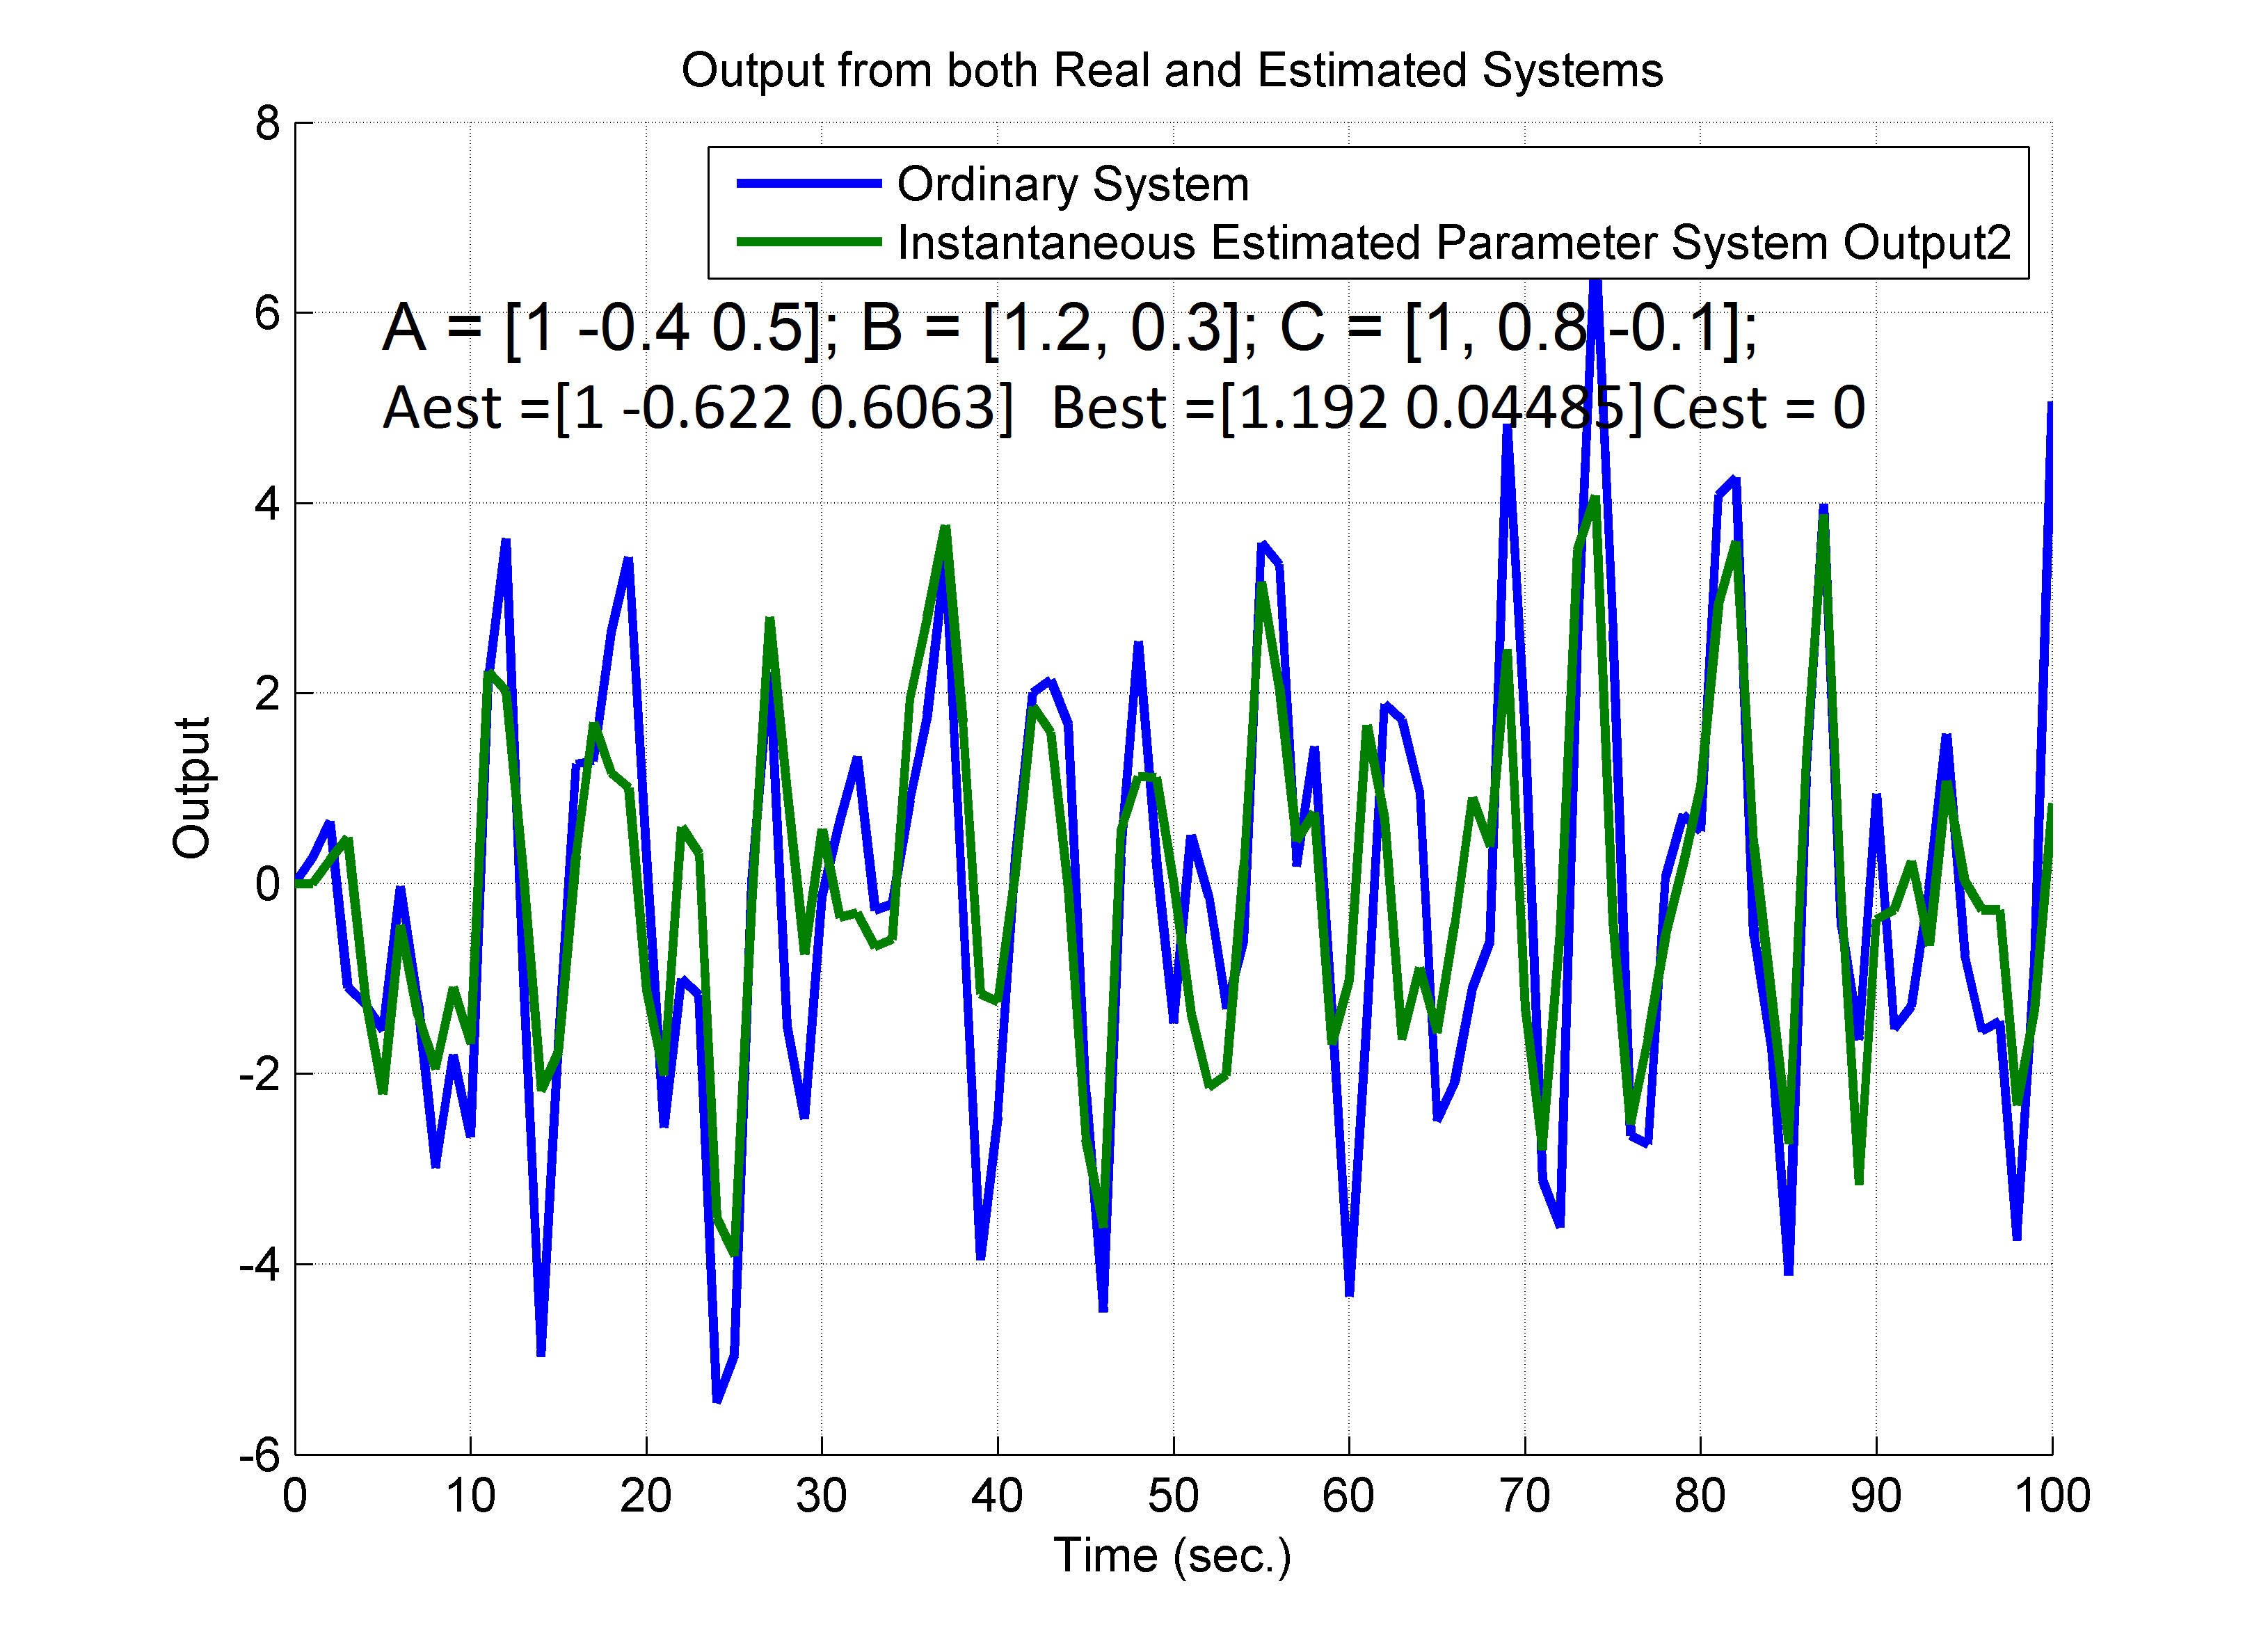 Output from both Real and Estimated Systems
8
Ordinary System
Instantaneous Estimated Parameter System Output2
6
A = [1 -0.4 0.5]; B = [1.2, 0.3]; C = [1, 0.8 -0.1];
Aest =[1 -0.622 0.6063] Best =[1.192 0.04485] Cest = 0
4
2
Output
0
-2
-4
-6
0 10 20 30 40 50 60 70 80 90 100
Time (sec.)